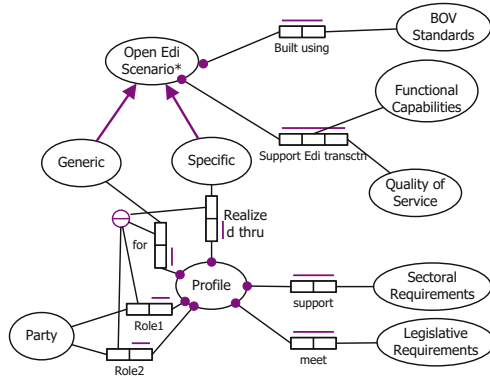 Open Edi
Scenario*
Built using
BOV
Standards
Functional
Capabilities
Support Edi transctn
Generic
Specific
Quality of
Service
Realize
d thru
for
Profile
support
Sectoral
Requirements
Party
Role1
Role2
meet
Legislative
Requirements